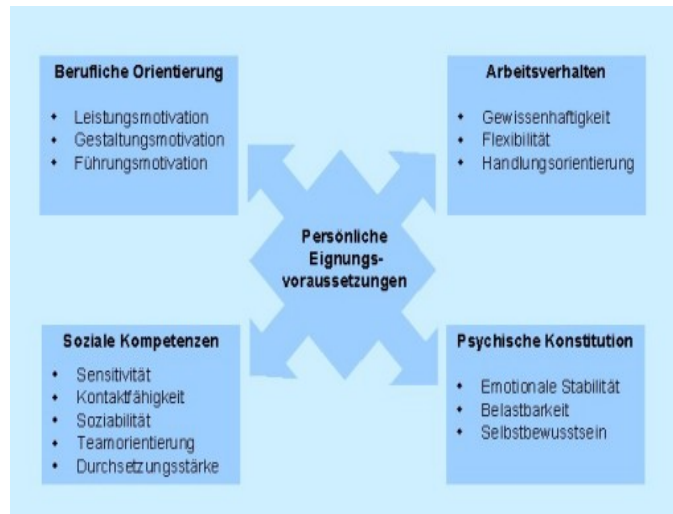 Berufliche Orientierung
Leistungsmotivation
Gestaltungsmotivation
Führungsmotivation
Arbeitsverhalten
Gewissenhaftigkeit
Flexibilität
Handlungsorientierung
Persönliche
Eignungs-
voraussetzungen
Soziale Kompetenzen
Sensitivität
Kontaktfähigkeit
Soziabilität
Teamorientierung
Durchsetzungsstärke
Psychische Konstitution
Emotionale Stabilität
Belastbarkeit
Selbstbewusstsein